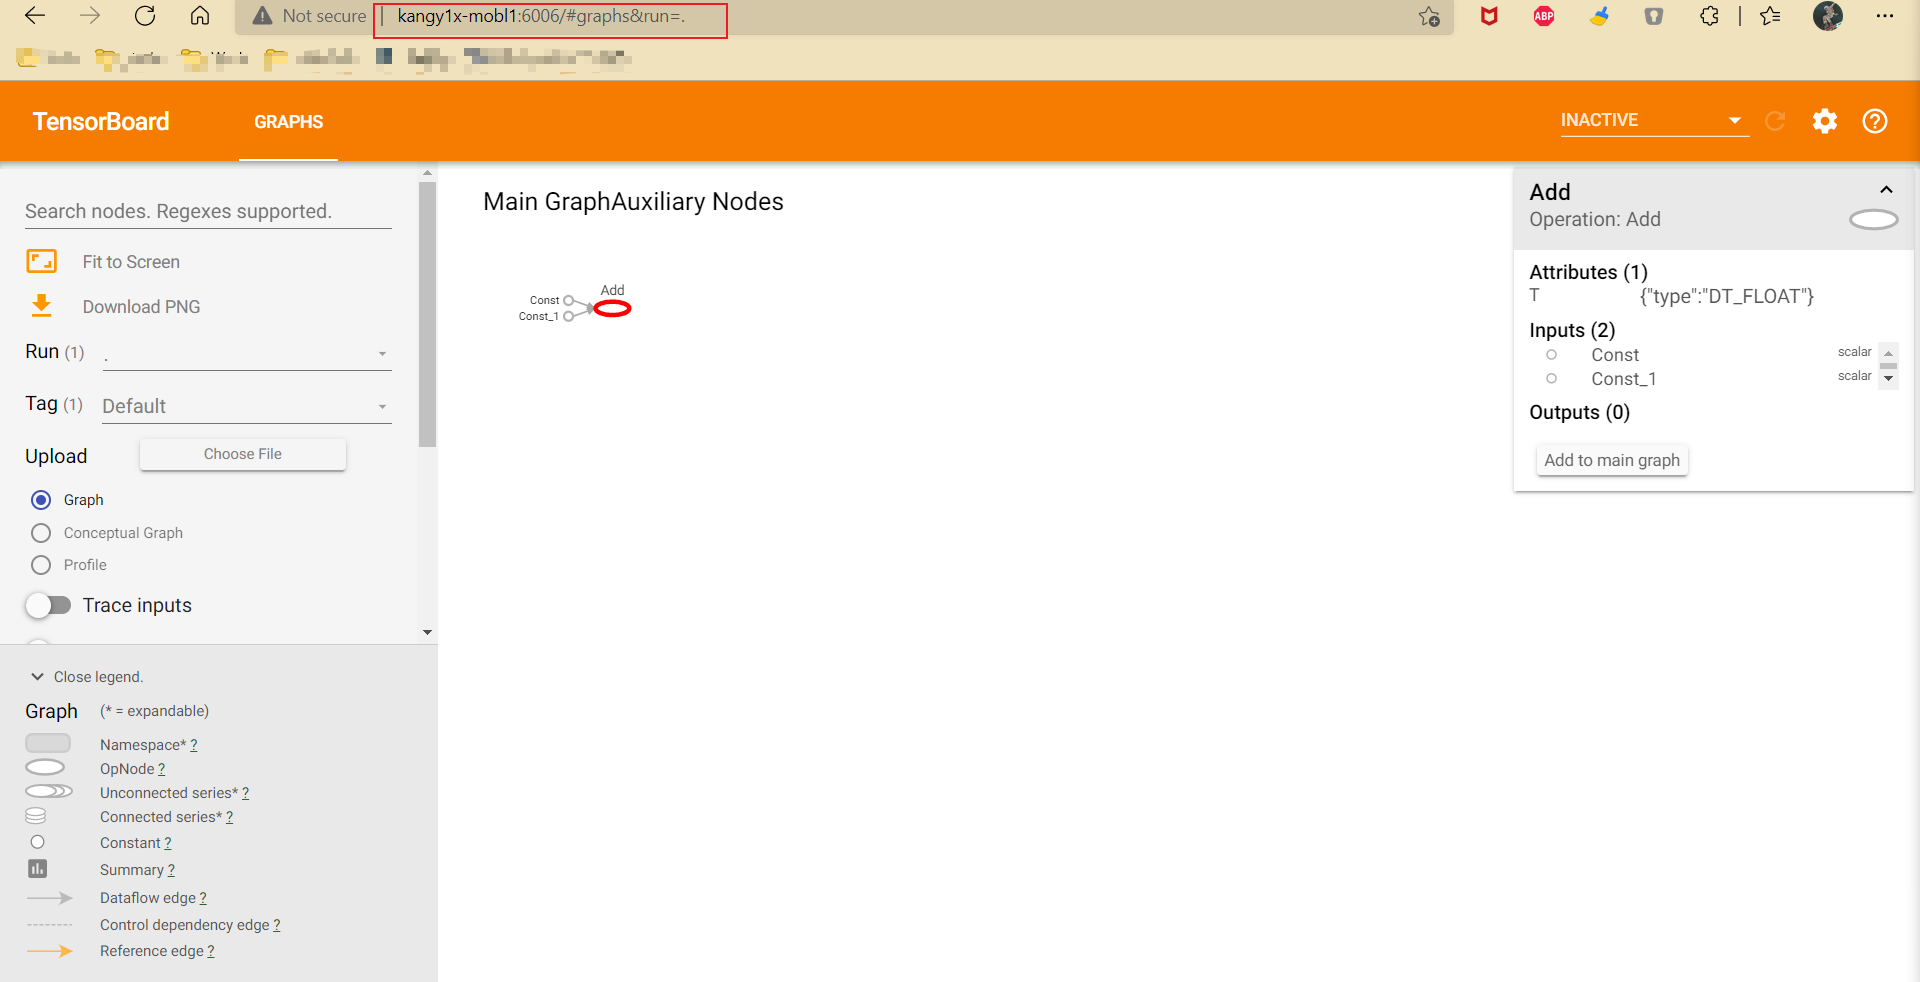 Not secure | kangy1x-mobl1:6006/#graphs&run=.
ABP
TensorBoard
GRAPHS
INACTIVE
Search nodes. Regexes supported.
Fit to Screen
Download PNG
Run (1) .
Tag (1) Default
Upload Choose File
Graph
Conceptual Graph
Profile
Trace inputs
Close legend.
Graph (* = expandable)
Namespace* ?
OpNode ?
Unconnected series* ?
Connected series* ?
Constant ?
Summary ?
Dataflow edge ?
Control dependency edge ?
Reference edge ?
Main GraphAuxiliary Nodes
Add
Const
Const_1
Add
Operation: Add
Attributes (1)
T {"type":"DT_FLOAT"}
Inputs (2)
Const scalar
Const_1 scalar
Outputs (0)
Add to main graph